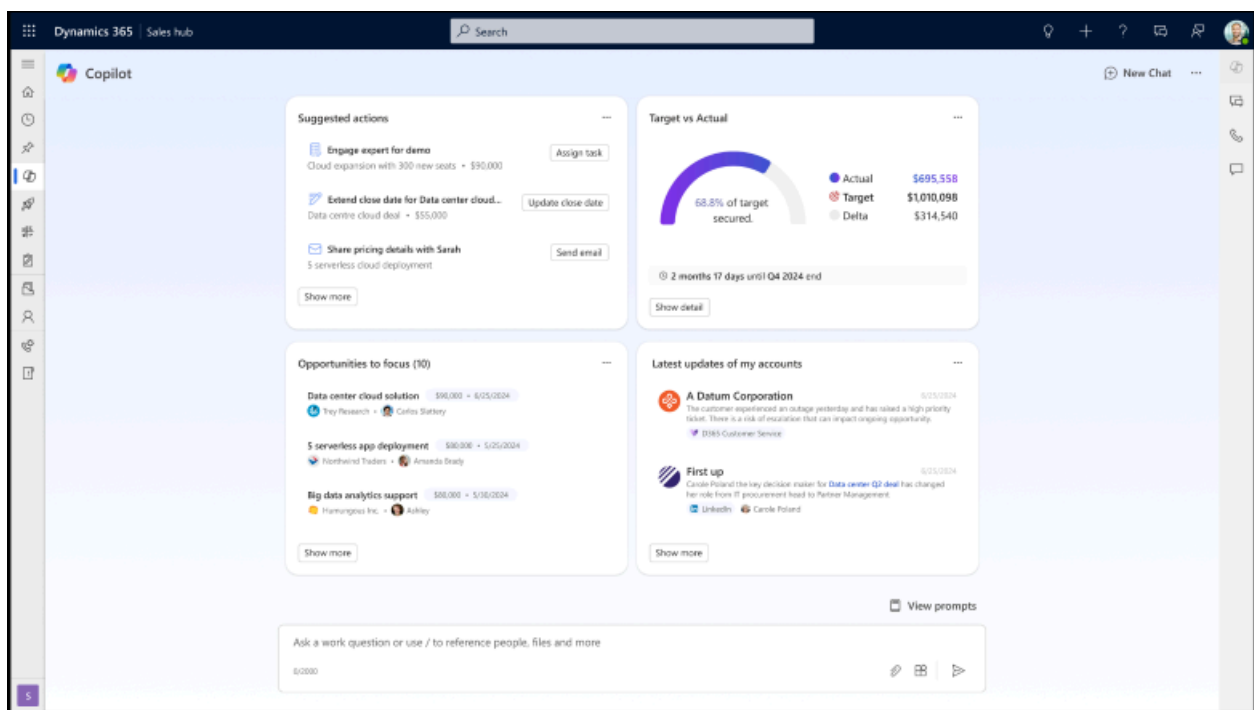 Dynamics 365 Sales hub
Search
Copilot
New Chat
Suggested actions
Engage expert for demo
Cloud expansion with 300 new seats • $90,000
Assign task
Extend close date for Data center cloud...
Data centre cloud deal • $55,000
Update close date
Share pricing details with Sarah
5 serverless cloud deployment
Send email
Show more
Target vs Actual
68.8% of target
secured.
Actual $695,558
Target $1,010,098
Delta $314,540
2 months 17 days until Q4 2024 end
Show detail
Opportunities to focus (10)
Data center cloud solution $90,000 • 6/25/2024
Trey Research • Carlos Slattery
5 serverless app deployment $80,000 • 5/25/2024
Northwind Traders • Amanda Brady
Big data analytics support $80,000 • 5/30/2024
Humungous Inc. • Ashley
Show more
Latest updates of my accounts
A Datum Corporation
The customer experienced an outage yesterday and has raised a high priority
ticket. There is a risk of escalation that can impact ongoing opportunity.
D365 Customer Service
First up
Carole Poland the key decision maker for Data center Q2 deal has changed
her role from IT procurement head to Partner Management
LinkedIn Carole Poland
Show more
View prompts
Ask a work question or use / to reference people, files and more
0/2000
S